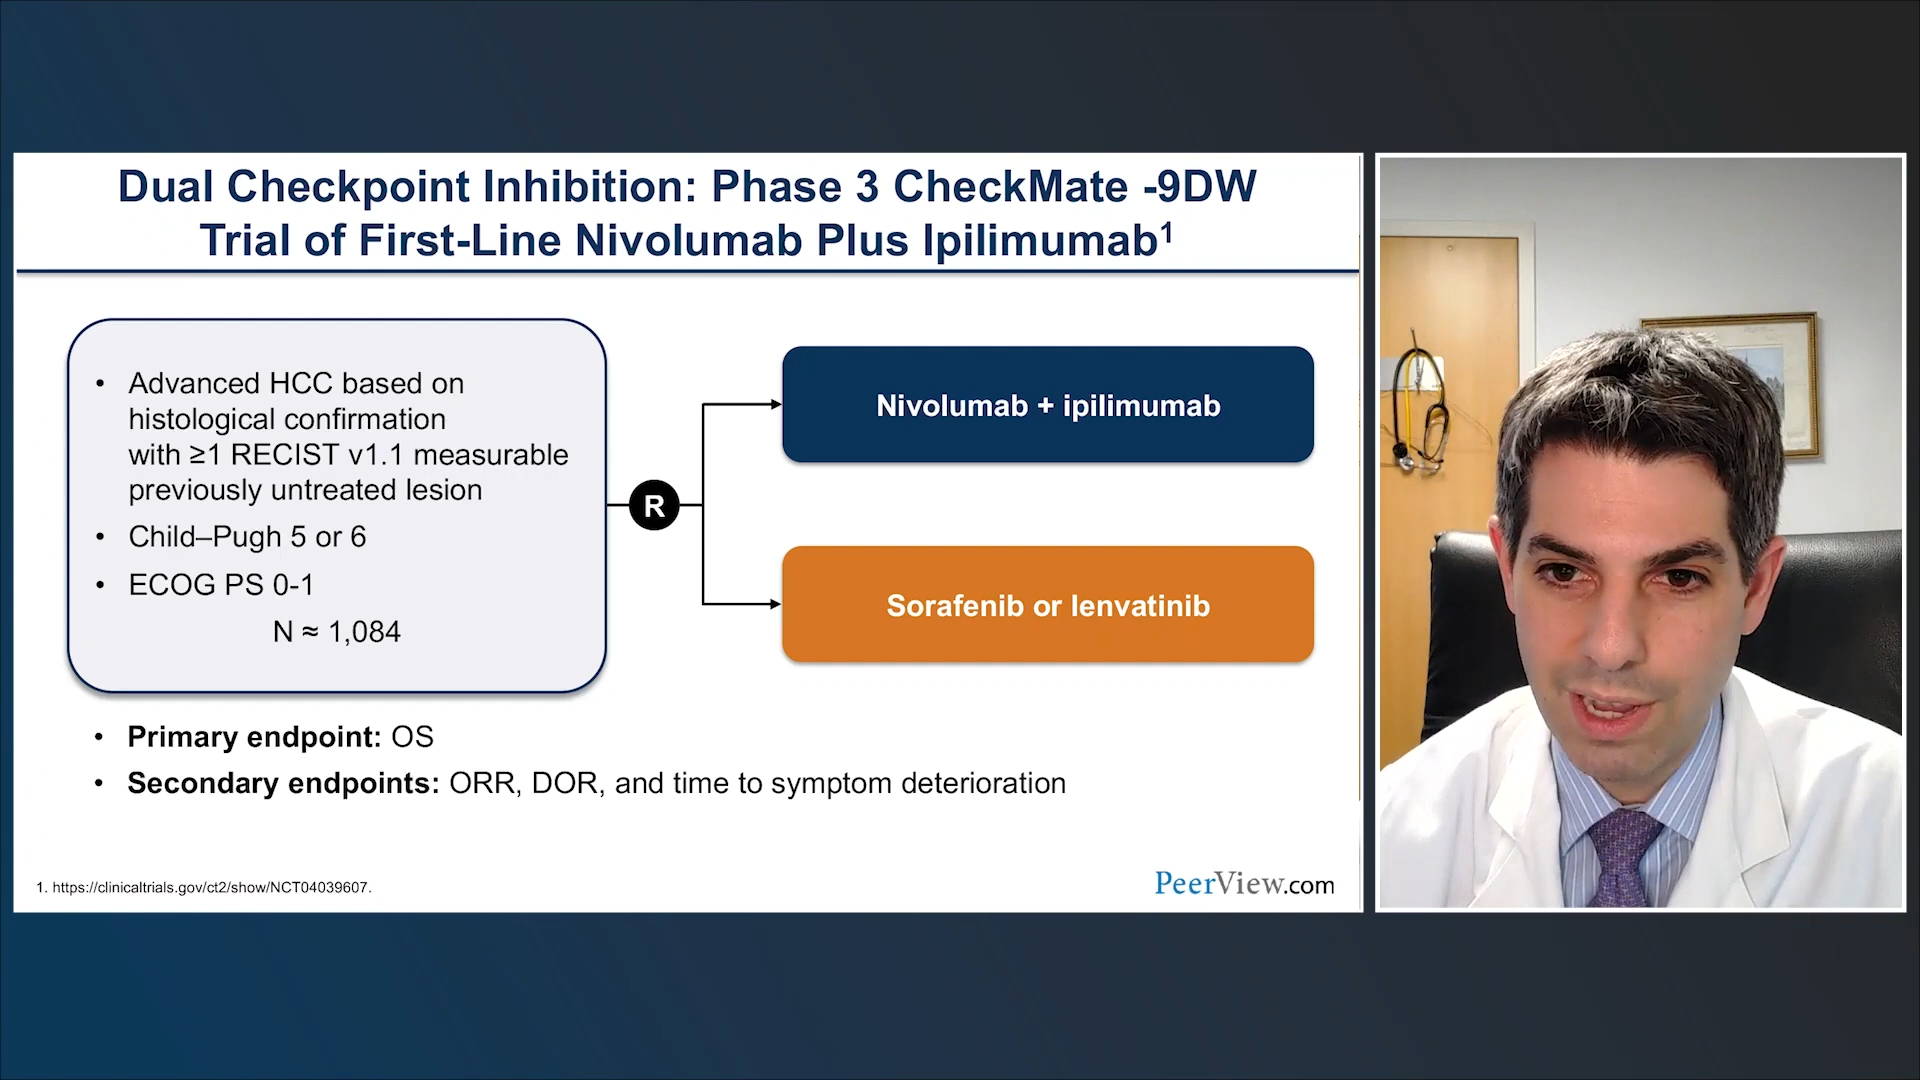 Dual Checkpoint Inhibition: Phase 3 CheckMate -9DW
Trial of First-Line Nivolumab Plus Ipilimumab1
• Advanced HCC based on
histological confirmation
with ≥1 RECIST v1.1 measurable
previously untreated lesion
• Child–Pugh 5 or 6
• ECOG PS 0-1
N ≈ 1,084
R
Nivolumab + ipilimumab
Sorafenib or lenvatinib
• Primary endpoint: OS
• Secondary endpoints: ORR, DOR, and time to symptom deterioration
1. https://clinicaltrials.gov/ct2/show/NCT04039607.
PeerView.com